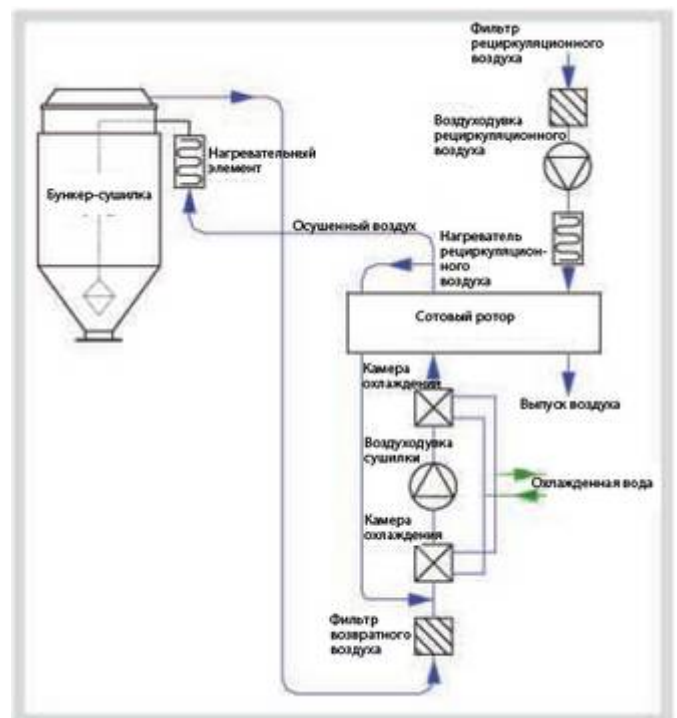 Фильтр
рециркуляционного
воздуха
Воздуходувка
рециркуляционного
воздуха
Нагревательный
элемент
Бункер-сушилка
Осушенный воздух
Нагреватель
рециркуляцион-
ного
воздуха
Сотовый ротор
Камера
охлаждения
Выпуск воздуха
Воздуходувка
сушилки
Охлажденная вода
Камера
охлаждения
Фильтр
возвратного
воздуха